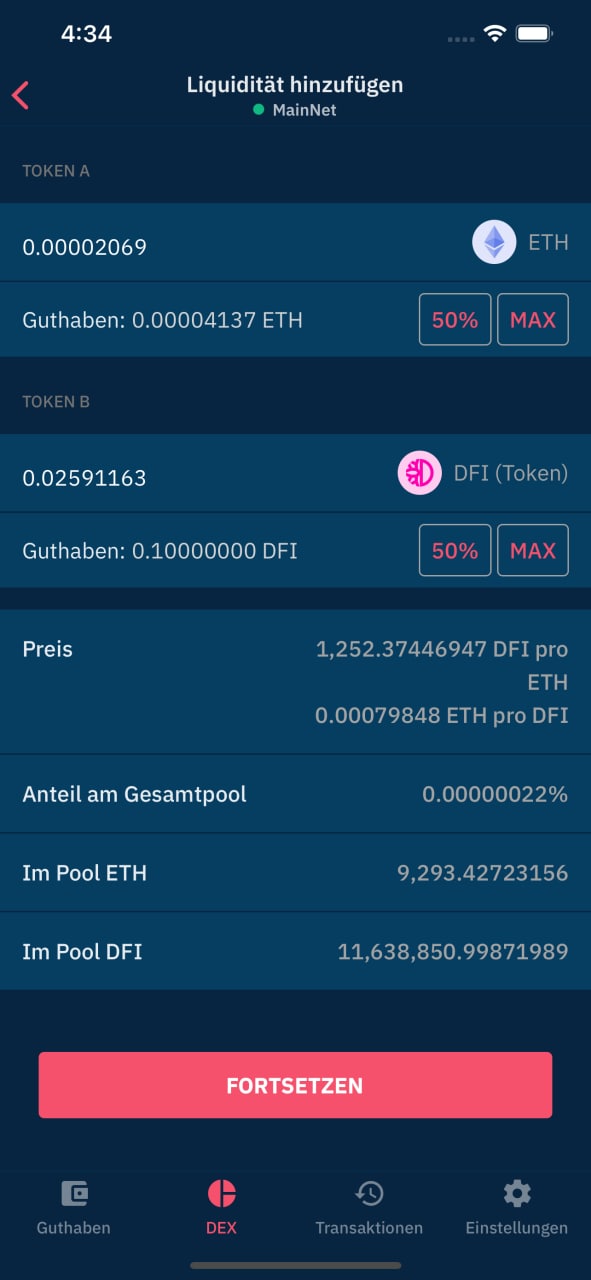 4:34
Liquidität hinzufügen
MainNet
TOKEN A
0.00002069
ETH
Guthaben: 0.00004137 ETH
50%
MAX
TOKEN B
0.02591163
DFI (Token)
Guthaben: 0.10000000 DFI
50%
MAX
Preis
1,252.37446947 DFI pro
ETH
0.00079848 ETH pro DFI
Anteil am Gesamtpool
0.00000022%
Im Pool ETH
9,293.42723156
Im Pool DFI
11,638,850.99871989
FORTSETZEN
Guthaben
DEX
Transaktionen
Einstellungen